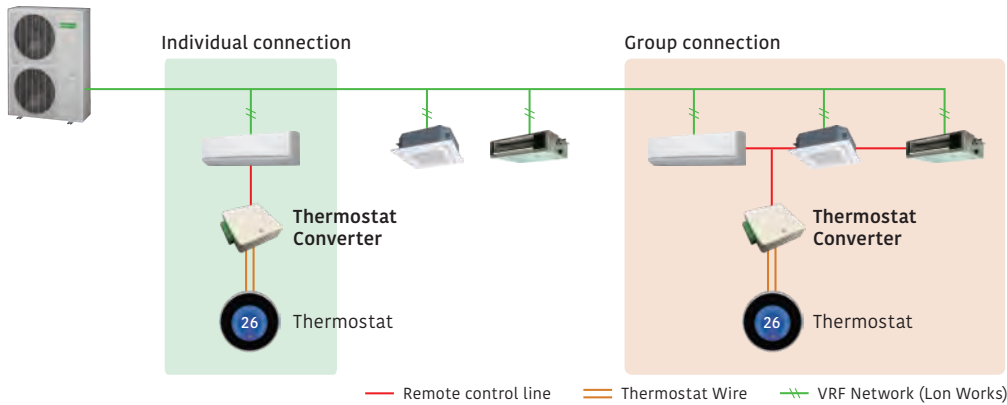 Individual connection
Group connection
Thermostat
Converter
Thermostat
Converter
26
Thermostat
26
Thermostat
Remote control line
Thermostat Wire
VRF Network (Lon Works)